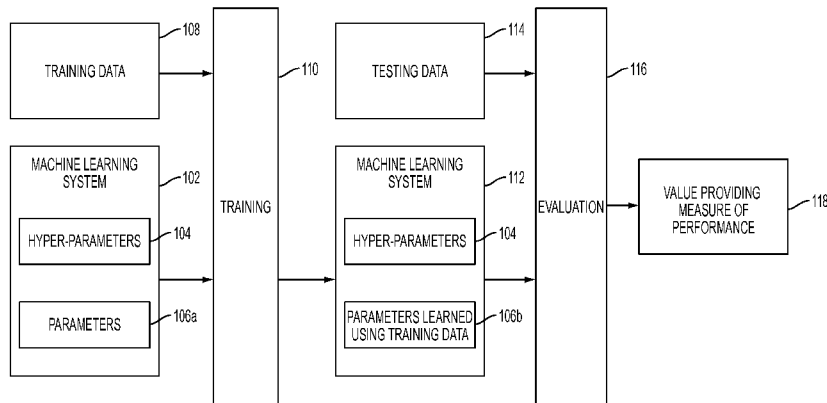 108
TRAINING DATA
110
114
TESTING DATA
116
MACHINE LEARNING
SYSTEM
102
HYPER-PARAMETERS
104
PARAMETERS
106a
TRAINING
MACHINE LEARNING
SYSTEM
112
HYPER-PARAMETERS
104
PARAMETERS LEARNED
USING TRAINING DATA
106b
EVALUATION
VALUE PROVIDING
MEASURE OF
PERFORMANCE
118